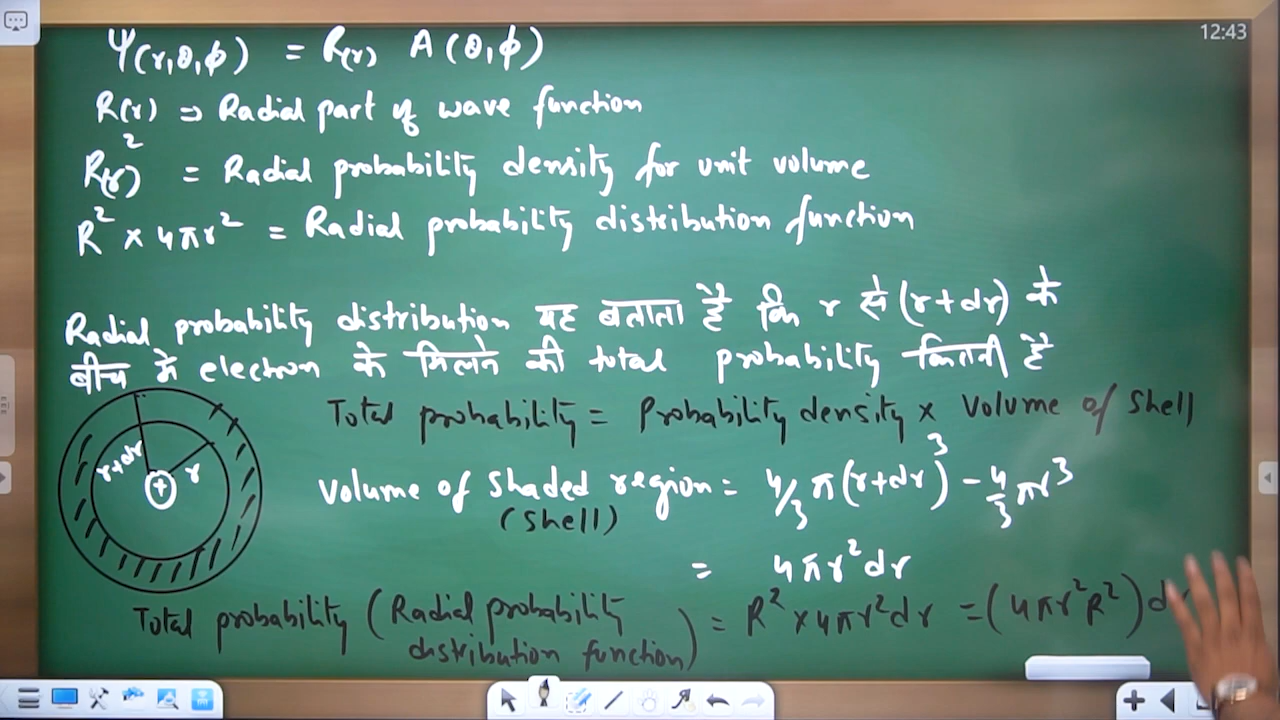 12:43
Ψ(r,θ,ϕ) = R(r) A(θ,ϕ)
R(r) ⇒ Radial part of wave function
R(r)² = Radial probability density for unit volume
R² × 4πr² = Radial probability distribution function
Radial probability distribution यह बताता है कि r से (r+dr) के
बीच में electron के मिलने की total probability कितनी है
Total probability = Probability density × Volume of Shell
r+dr r
+
Volume of Shaded region = 4/3 π(r+dr)³ - 4/3 πr³
(Shell)
= 4πr²dr
Total probability (Radial probability distribution function) = R² × 4πr²dr = (4πr²R²)